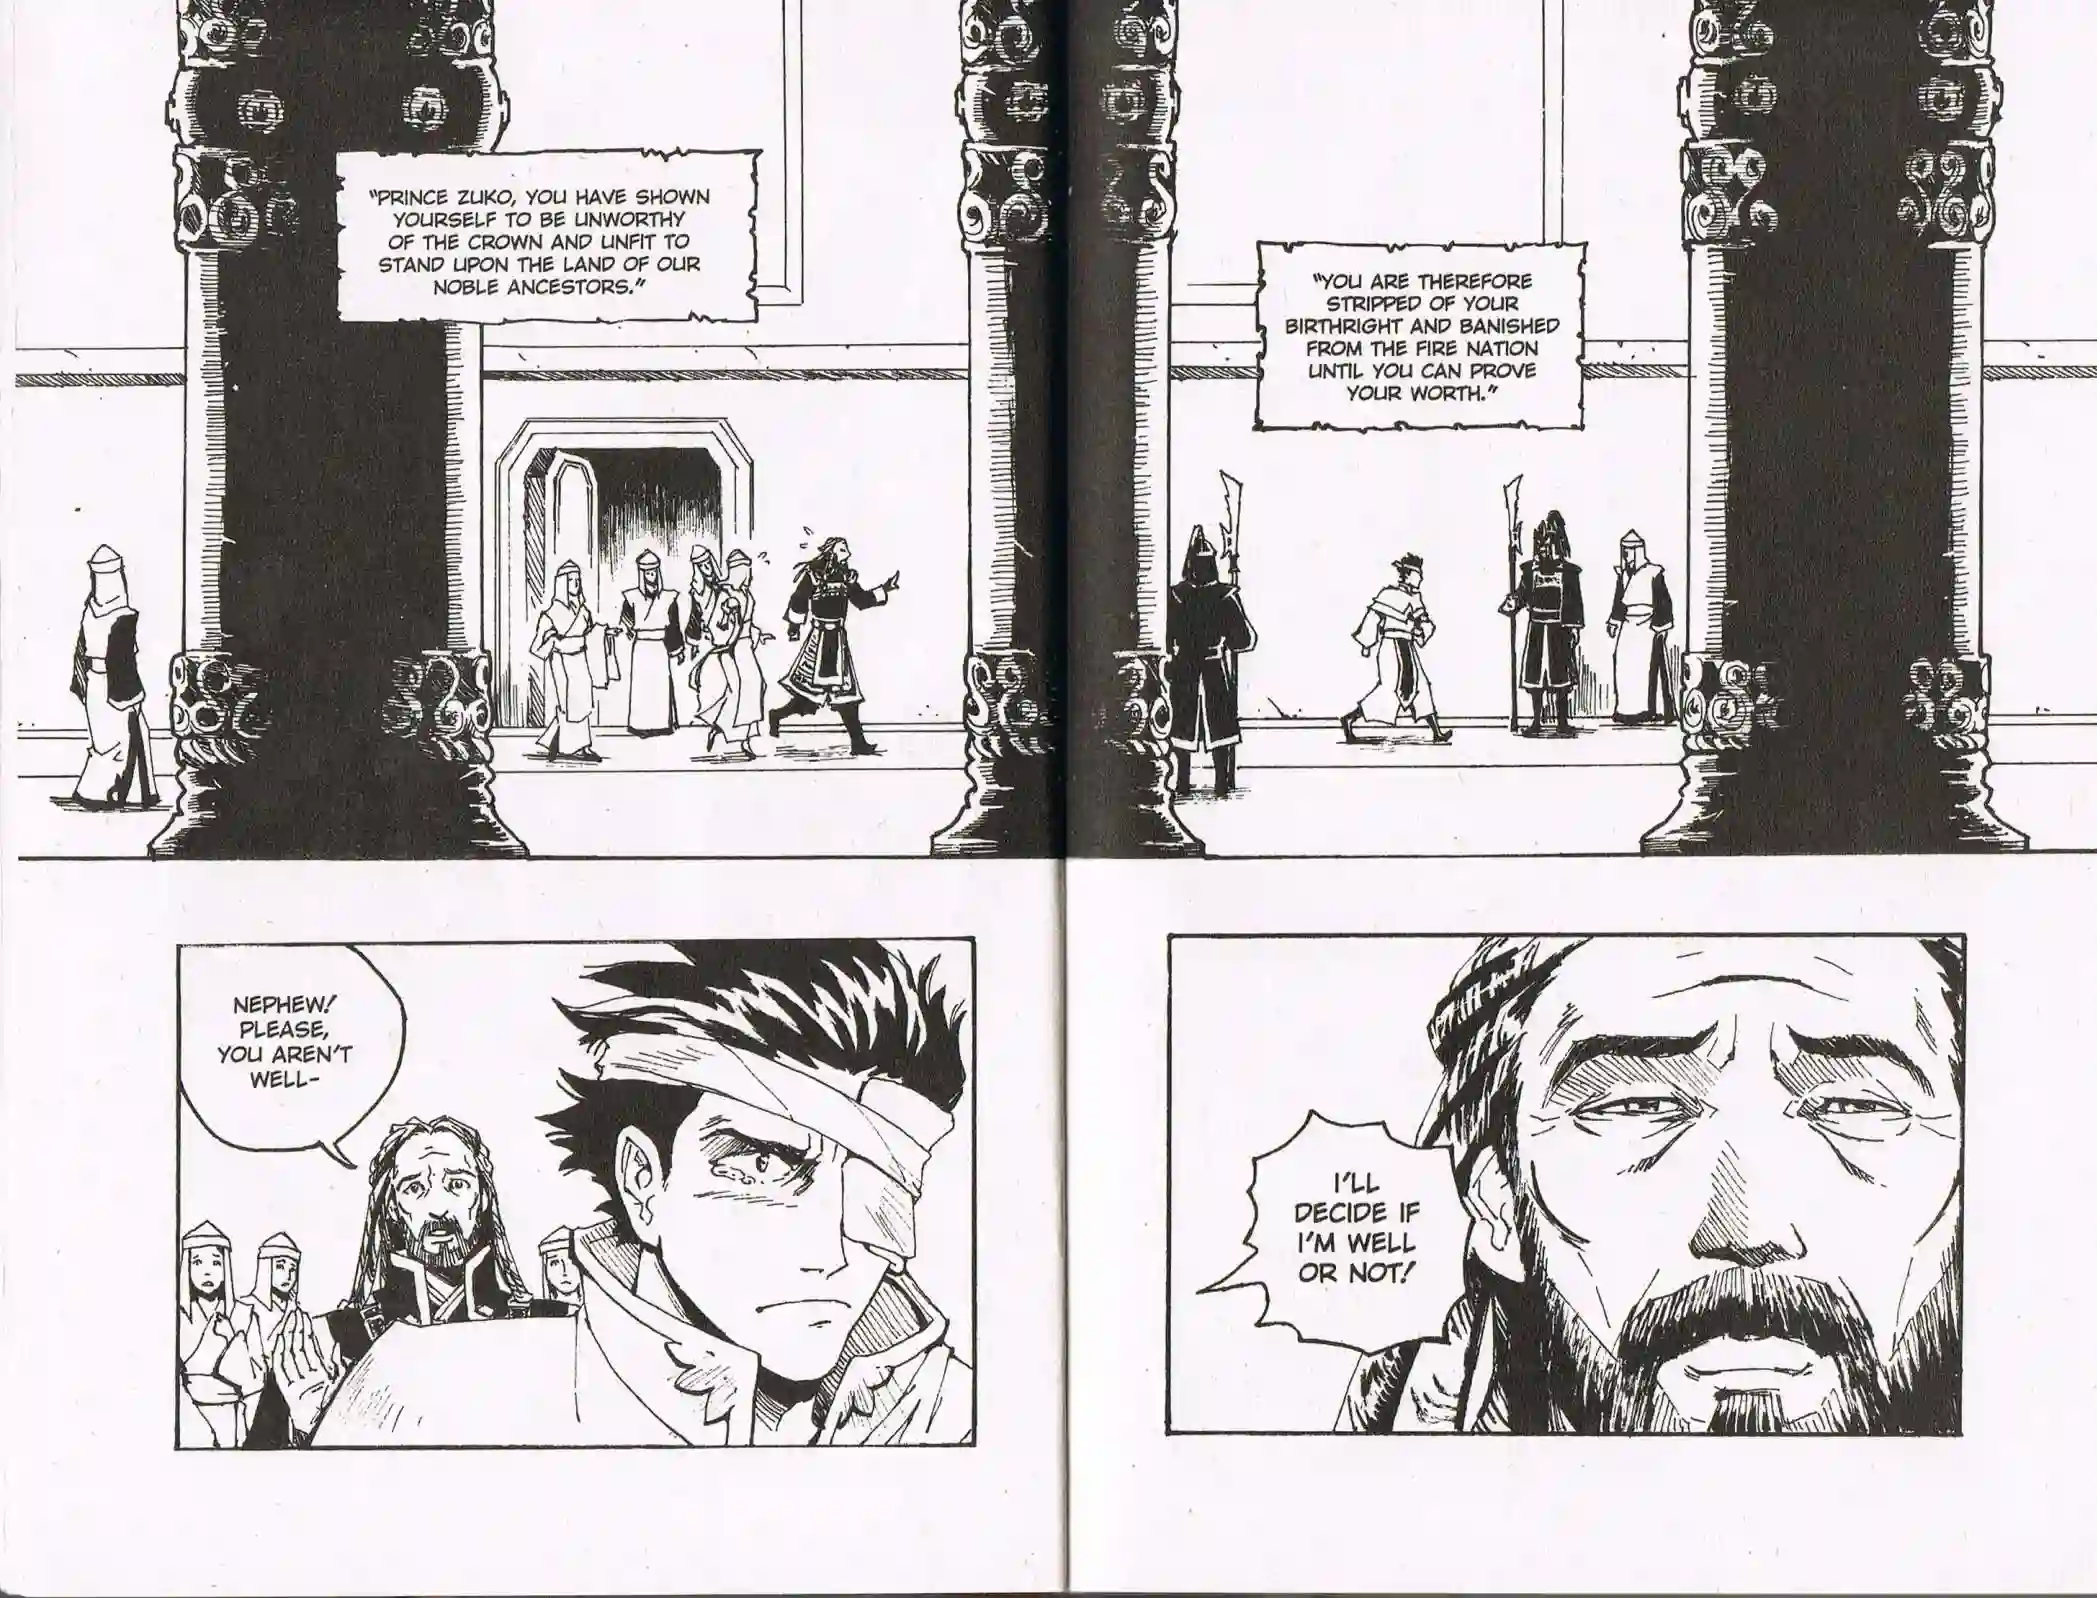 "PRINCE ZUKO, YOU HAVE SHOWN
YOURSELF TO BE UNWORTHY
OF THE CROWN AND UNFIT TO
STAND UPON THE LAND OF OUR
NOBLE ANCESTORS."
"YOU ARE THEREFORE
STRIPPED OF YOUR
BIRTHRIGHT AND BANISHED
FROM THE FIRE NATION
UNTIL YOU CAN PROVE
YOUR WORTH."
NEPHEW!
PLEASE,
YOU AREN'T
WELL-
I'LL
DECIDE IF
I'M WELL
OR NOT!